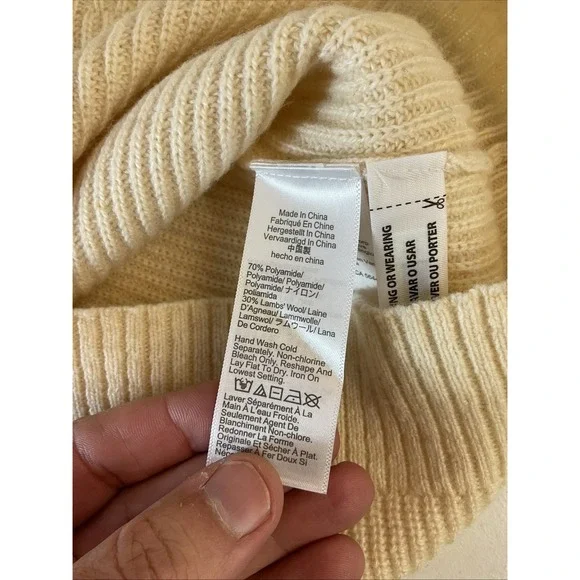 Made In China
Fabriqué En Chine
Hergestellt In China
Vervaardigd In China
中国製
hecho en china
70% Polyamide/
Polyamide/ Polyamid/
Polyamide/ ナイロン/
poliamida
30% Lambs' Wool/ Laine
D'Agneau/ Lammwolle/
Lamswol/ ラムウール/ Lana
De Cordero
Hand Wash Cold
Separately. Non-chlorine
Bleach Only. Reshape And
Lay Flat To Dry. Iron On
Lowest Setting.
Laver Séparément À La
Main À L'eau Froide.
Seulement Agent De
Blanchiment Non-chlore.
Redonner La Forme
Originale Et Sécher À Plat.
Repasser À Fer Doux Si
NG OR WEARING
AVAR O USAR
VER OU PORTER